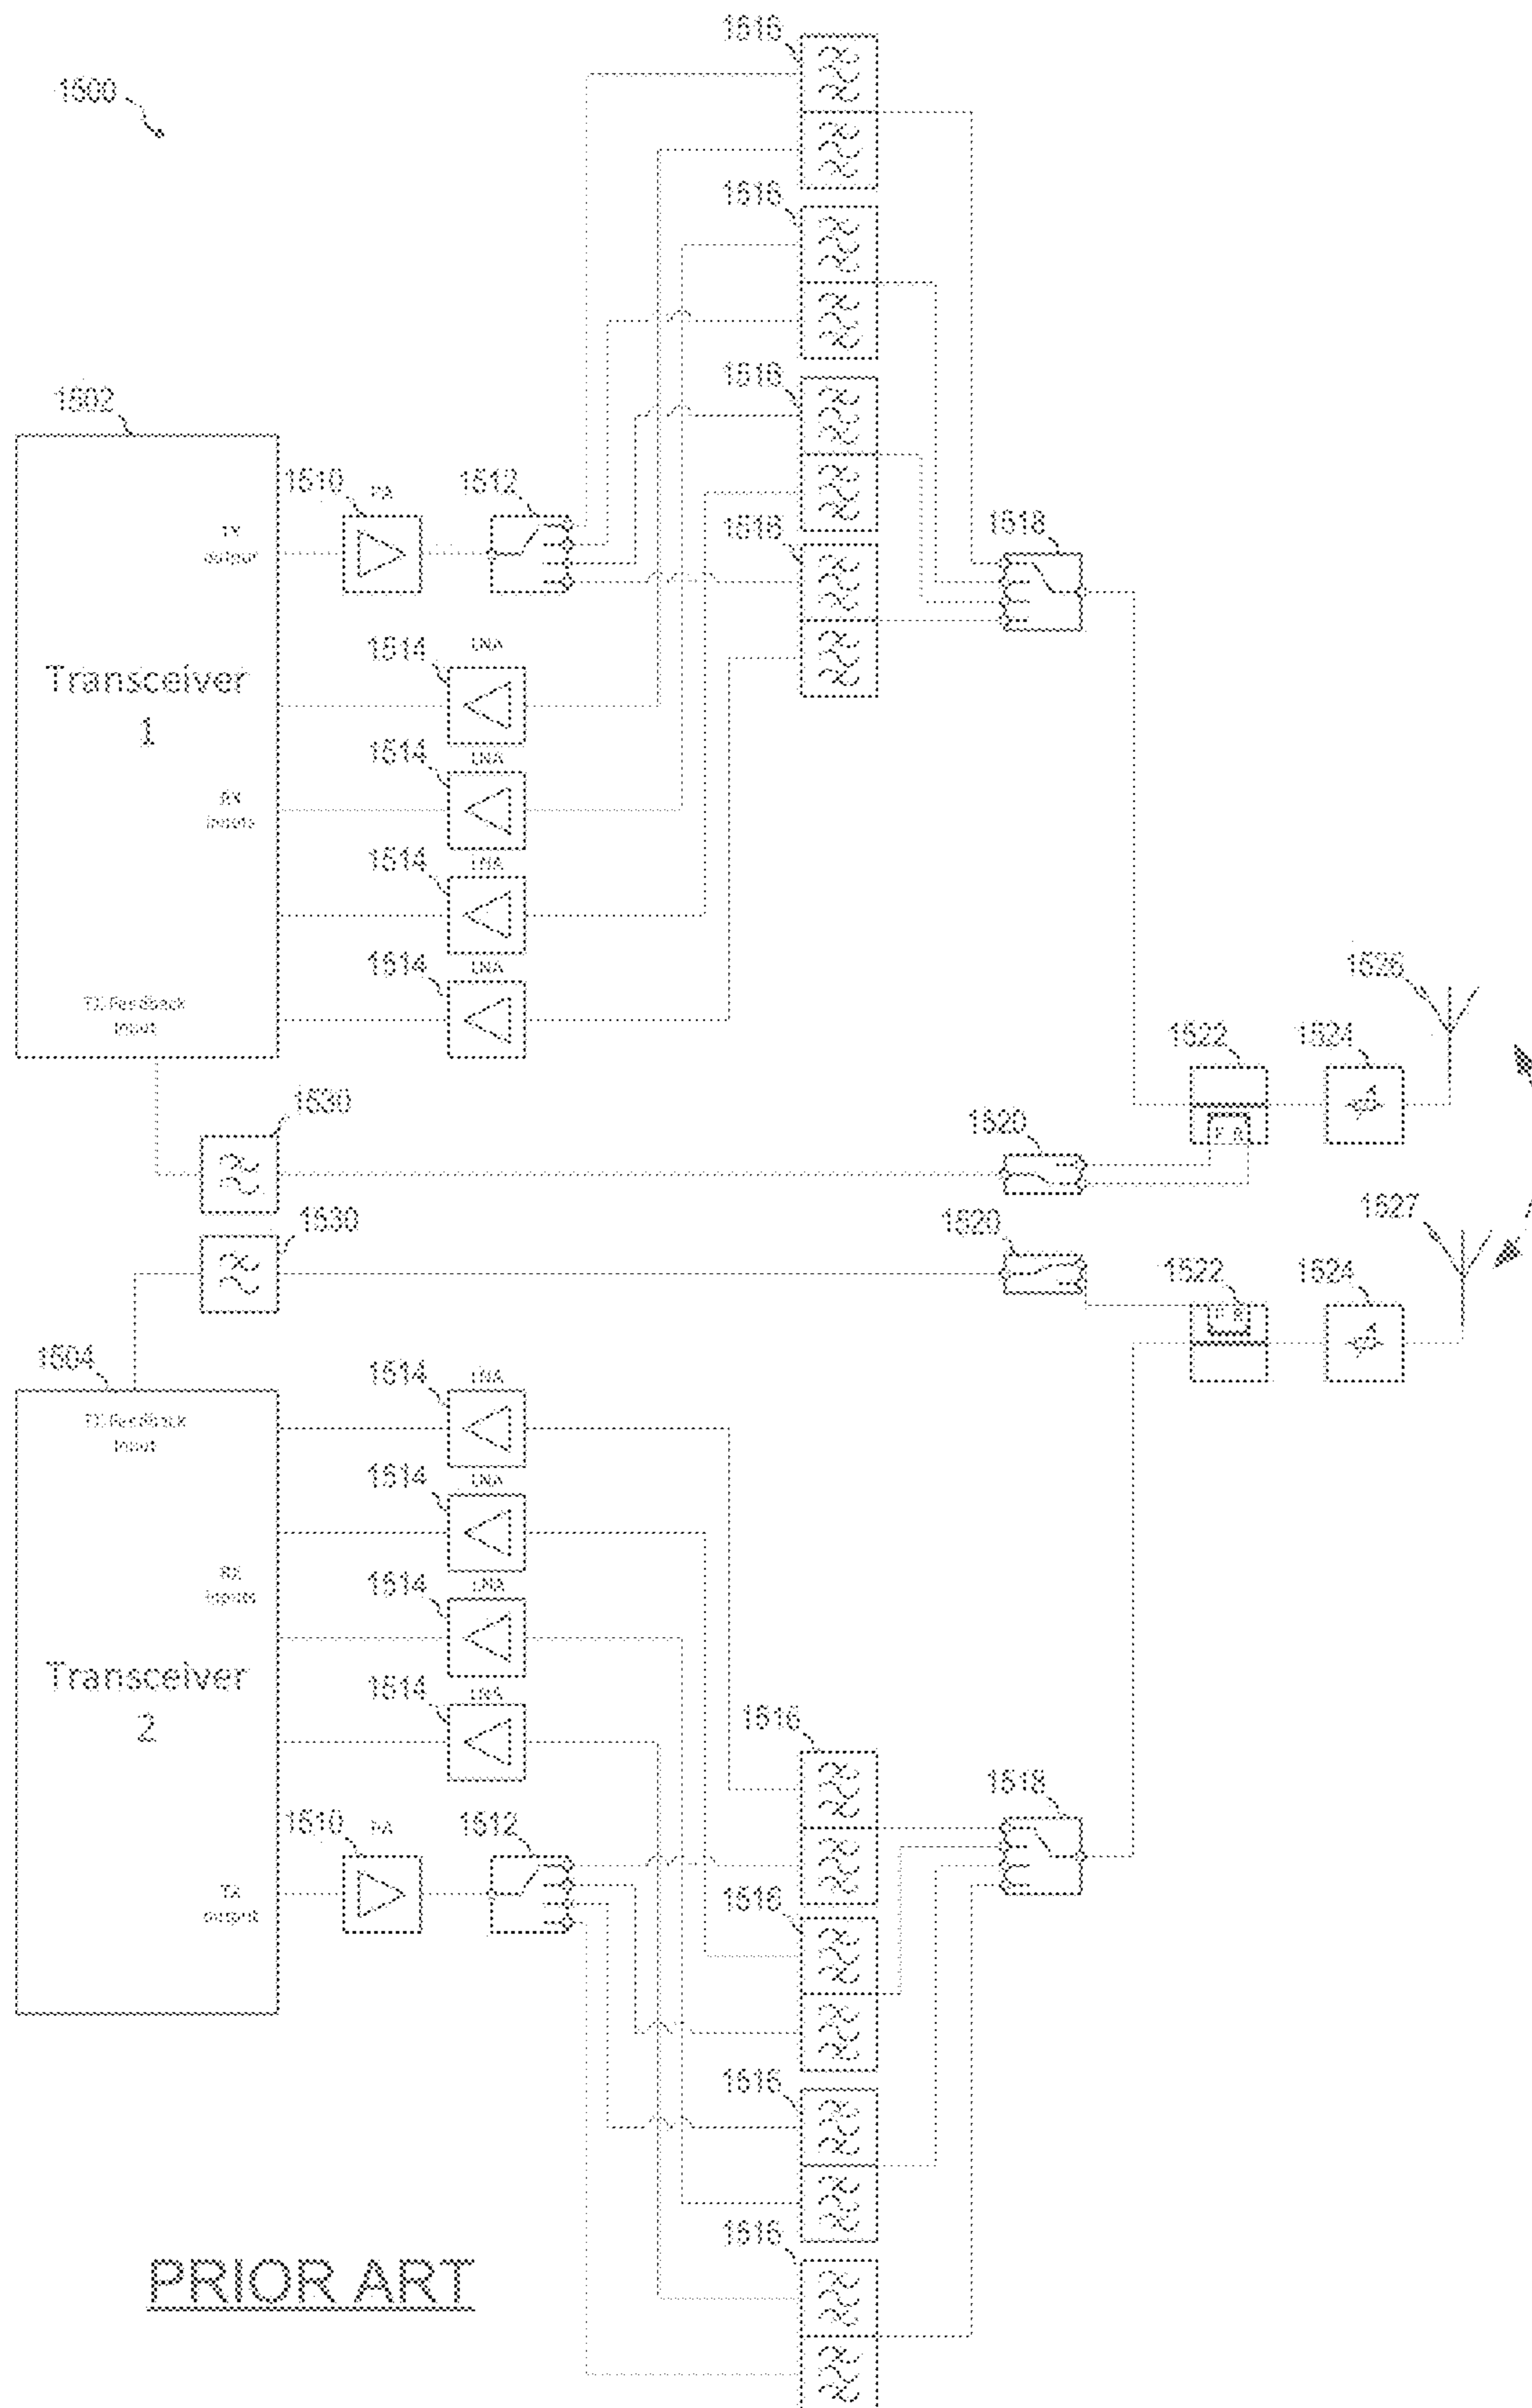 1516
1500
1516
1516
1502
1510
PA
1512
1516
1518
TX
output
1514
LNA
Transceiver
1
1514
LNA
RX
Inputs
1514
LNA
1514
LNA
1526
TX Feedback
Input
1522
1524
1530
1520
F R
1530
1520
1527
1522
1524
F R
1504
1514
LNA
TX Feedback
Input
1514
LNA
RX
Inputs
1514
LNA
Transceiver
2
1514
LNA
1516
1518
1510
PA
1512
TX
output
1516
1516
1516
PRIOR ART